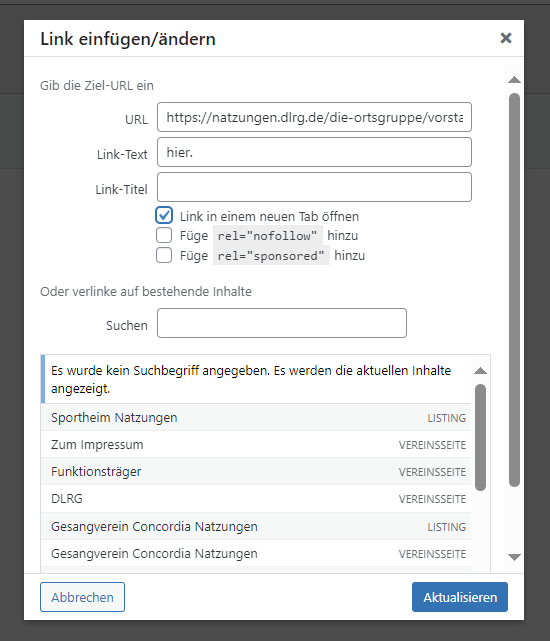 Link einfügen/ändern
Gib die Ziel-URL ein
URL https://natzungen.dlrg.de/die-ortsgruppe/vorsta
Link-Text hier.
Link-Titel
Link in einem neuen Tab öffnen
Füge rel="nofollow" hinzu
Füge rel="sponsored" hinzu
Oder verlinke auf bestehende Inhalte
Suchen
Es wurde kein Suchbegriff angegeben. Es werden die aktuellen Inhalte
angezeigt.
Sportheim Natzungen LISTING
Zum Impressum VEREINSSEITE
Funktionsträger VEREINSSEITE
DLRG VEREINSSEITE
Gesangverein Concordia Natzungen LISTING
Gesangverein Concordia Natzungen VEREINSSEITE
Abbrechen Aktualisieren